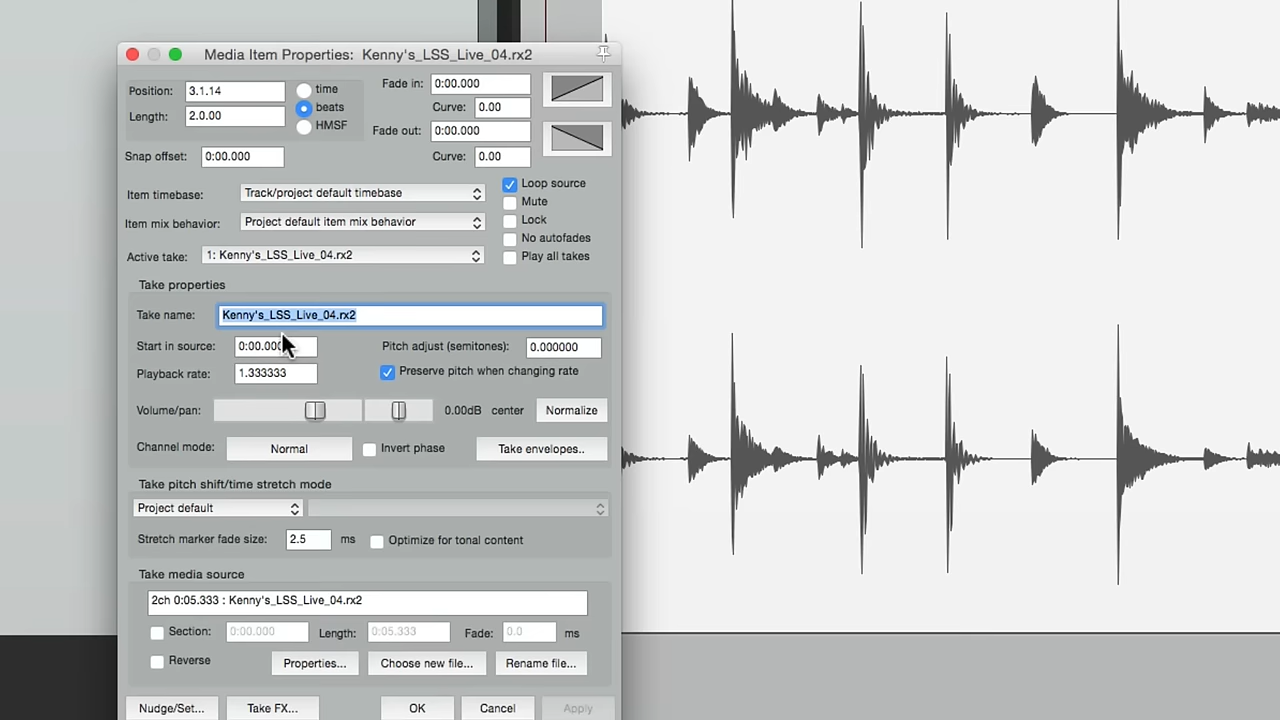 Media Item Properties: Kenny's_LSS_Live_04.rx2
Position: 3.1.14 time Fade in: 0:00.000
beats Curve: 0.00
Length: 2.0.00 HMSF Fade out: 0:00.000
Snap offset: 0:00.000 Curve: 0.00
Item timebase: Track/project default timebase Loop source
Mute
Item mix behavior: Project default item mix behavior Lock
No autofades
Active take: 1: Kenny's_LSS_Live_04.rx2 Play all takes
Take properties
Take name: Kenny's_LSS_Live_04.rx2
Start in source: 0:00.000 Pitch adjust (semitones): 0.000000
Playback rate: 1.333333 Preserve pitch when changing rate
Volume/pan: 0.00dB center Normalize
Channel mode: Normal Invert phase Take envelopes..
Take pitch shift/time stretch mode
Project default
Stretch marker fade size: 2.5 ms Optimize for tonal content
Take media source
2ch 0:05.333 : Kenny's_LSS_Live_04.rx2
Section: 0:00.000 Length: 0:05.333 Fade: 0.0 ms
Reverse Properties... Choose new file... Rename file...
Nudge/Set... Take FX... OK Cancel Apply